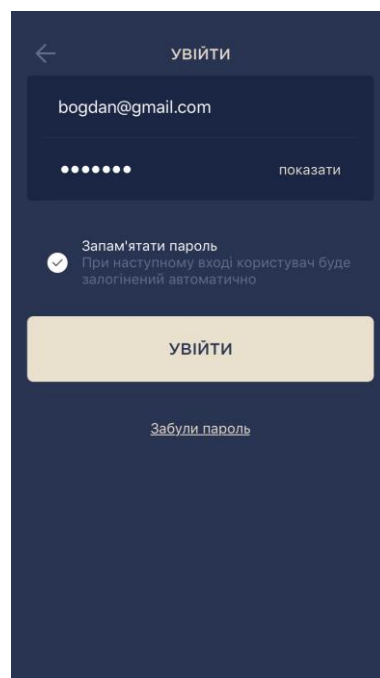 УВІЙТИ
bogdan@gmail.com
●●●●●●● показати
Запам'ятати пароль
При наступному вході користувач буде
залогінений автоматично
УВІЙТИ
Забули пароль